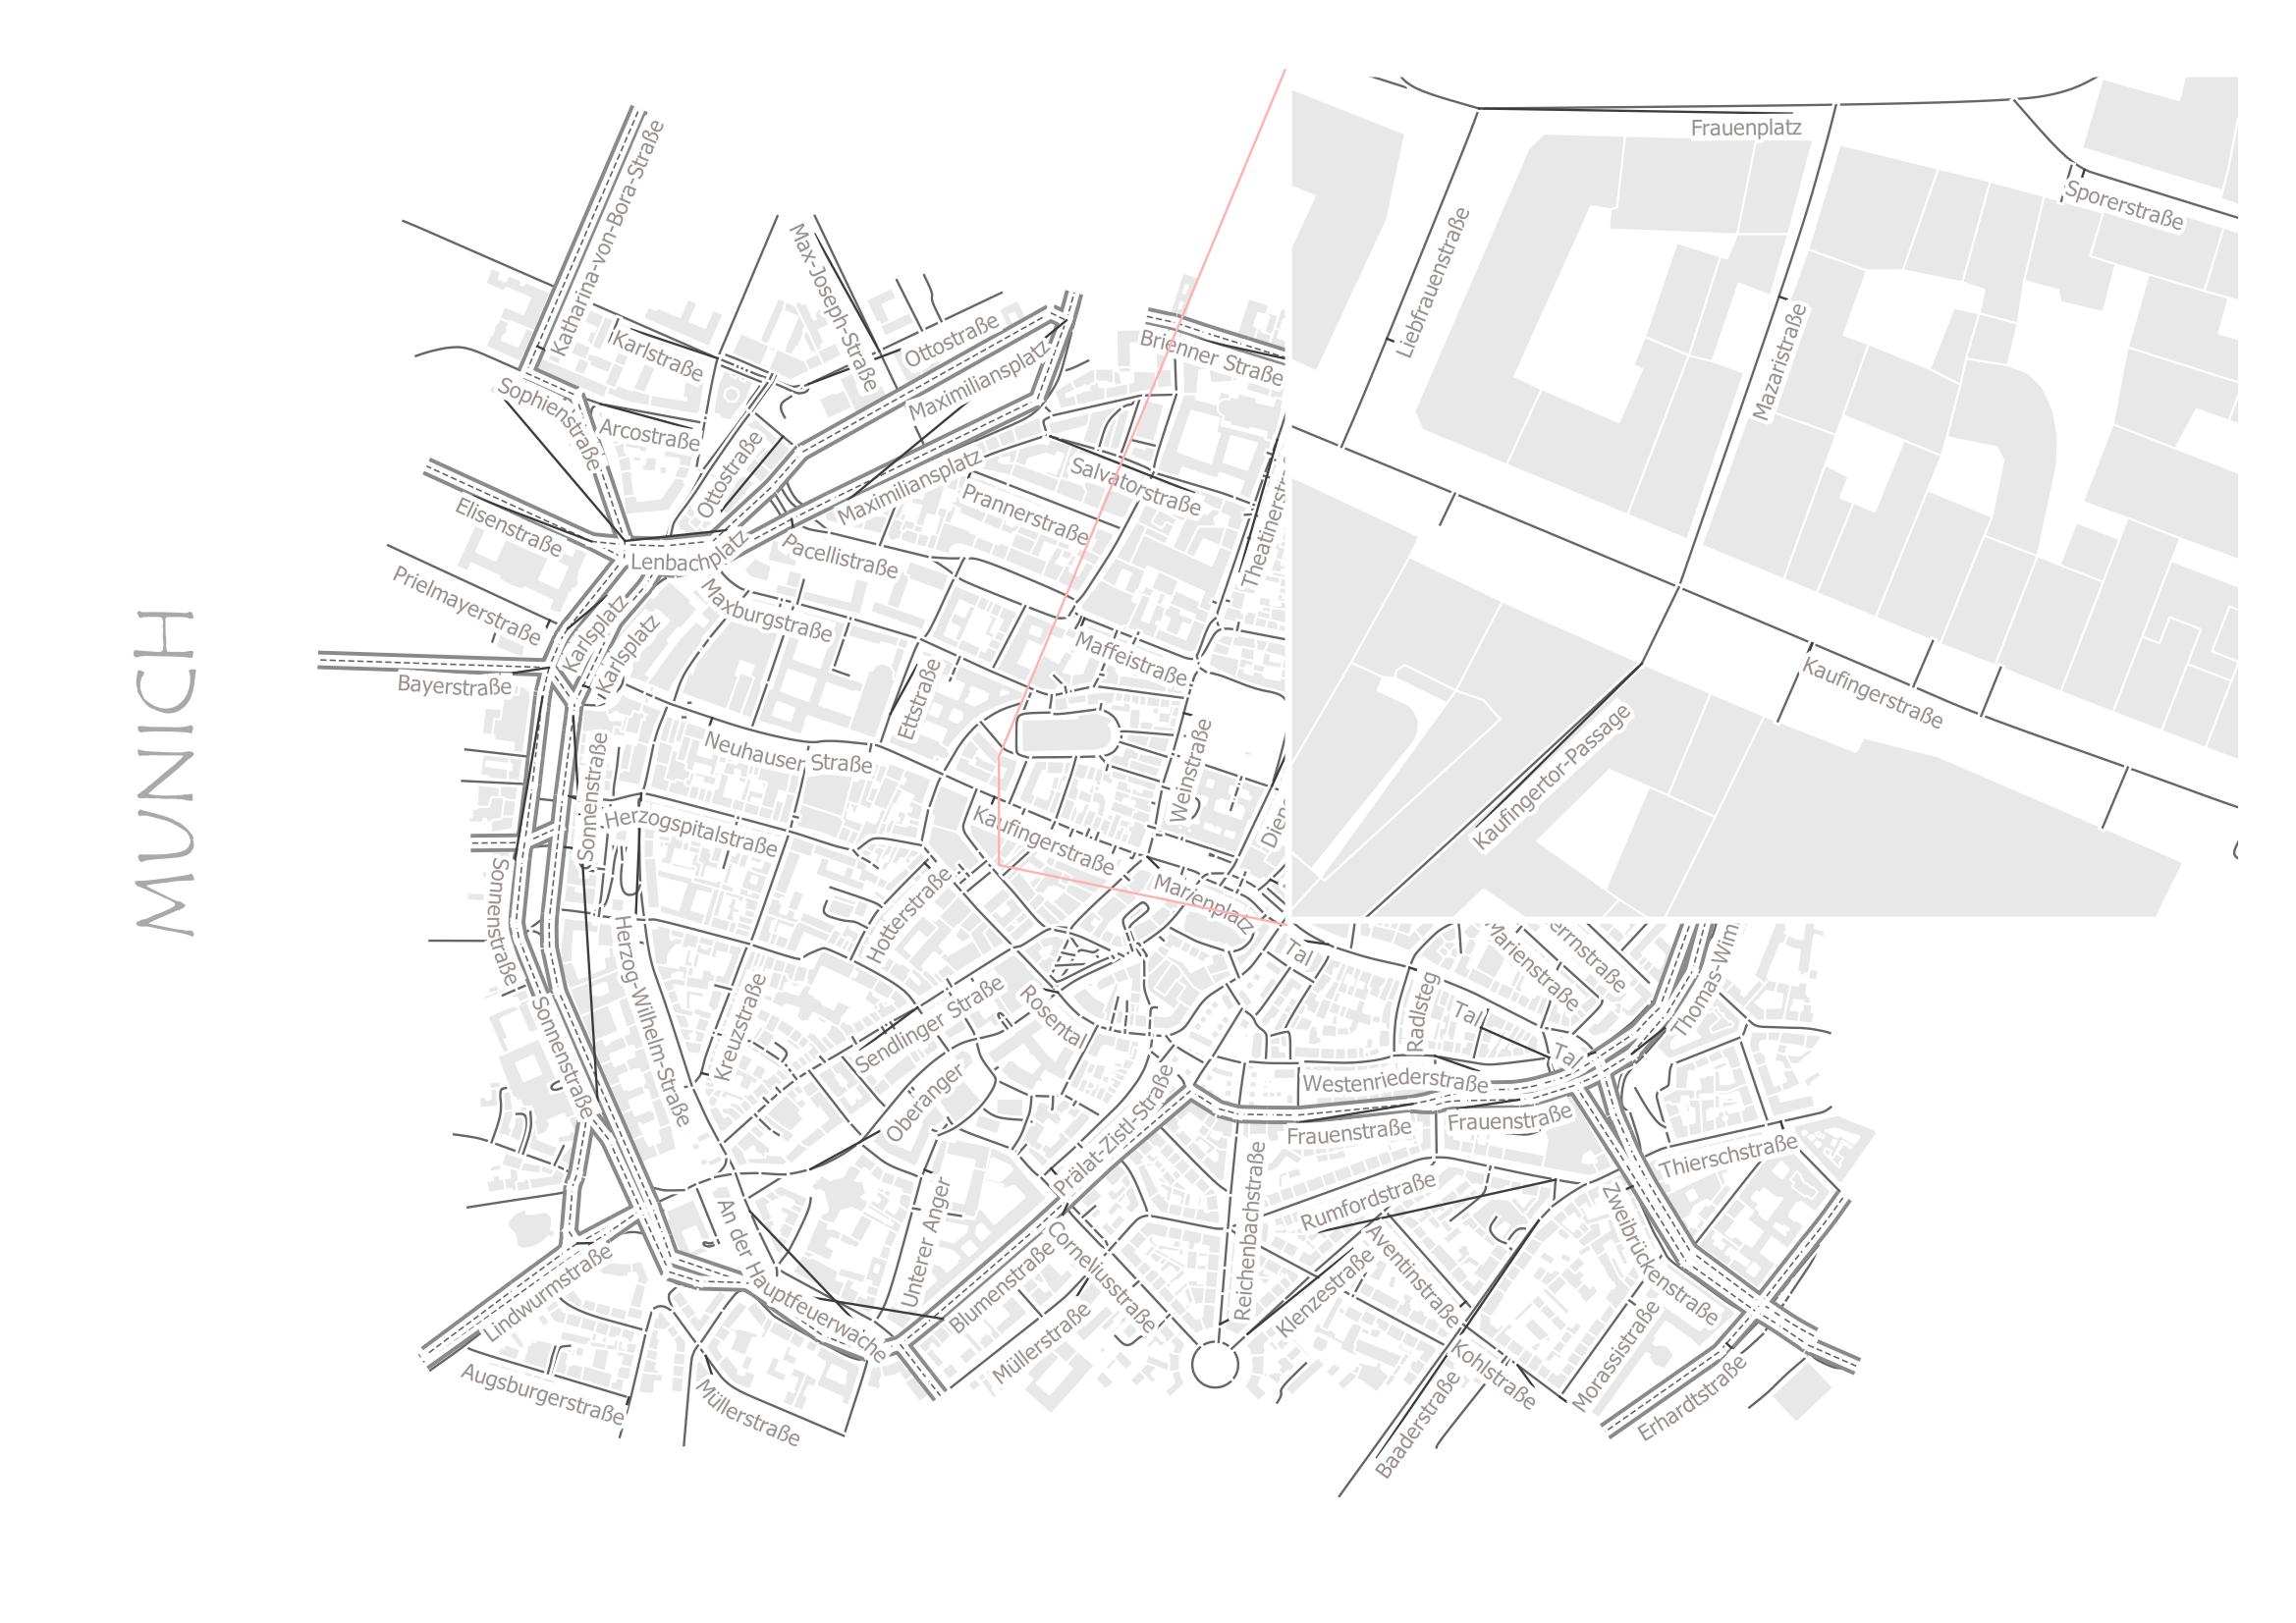 MUNICH
Katharina-von-Bora-Straße
Max-Joseph-Straße
Karlstraße
Ottostraße
Maximiliansplatz
Brienner Straße
Sophienstraße
Arcostraße
Ottostraße
Maximiliansplatz
Salvatorstraße
Prannerstraße
Elisenstraße
Lenbachplatz
Pacellistraße
Prielmayerstraße
Maxburgstraße
Karlsplatz
Karlsplatz
Maffeistraße
Bayerstraße
Ettstraße
Neuhauser Straße
Weinstraße
Sonnenstraße
Herzogspitalstraße
Kaufingerstraße
Marienplatz
Sonnenstraße
Hotterstraße
Herzog-Wilhelm-Straße
Kreuzstraße
Sendlinger Straße
Rosental
Tal
Radlsteg
Tal
Tal
Sonnenstraße
Oberanger
Prälat-Zistl-Straße
Westenriederstraße
Frauenstraße
Frauenstraße
Thierschstraße
Unterer Anger
Rumfordstraße
Reichenbachstraße
An der Hauptfeuerwache
Blumenstraße
Corneliusstraße
Klenzestraße
Aventinstraße
Zweibrückenstraße
Lindwurmstraße
Müllerstraße
Augsburgerstraße
Müllerstraße
Baaderstraße
Kohlstraße
Morassistraße
Erhardtstraße
Frauenplatz
Sporerstraße
Liebfrauenstraße
Mazaristraße
Kaufingerstraße
Kaufingertor-Passage
Marienstraße
Thomas-Wim
Theatinerstr
Dien
errnstraße